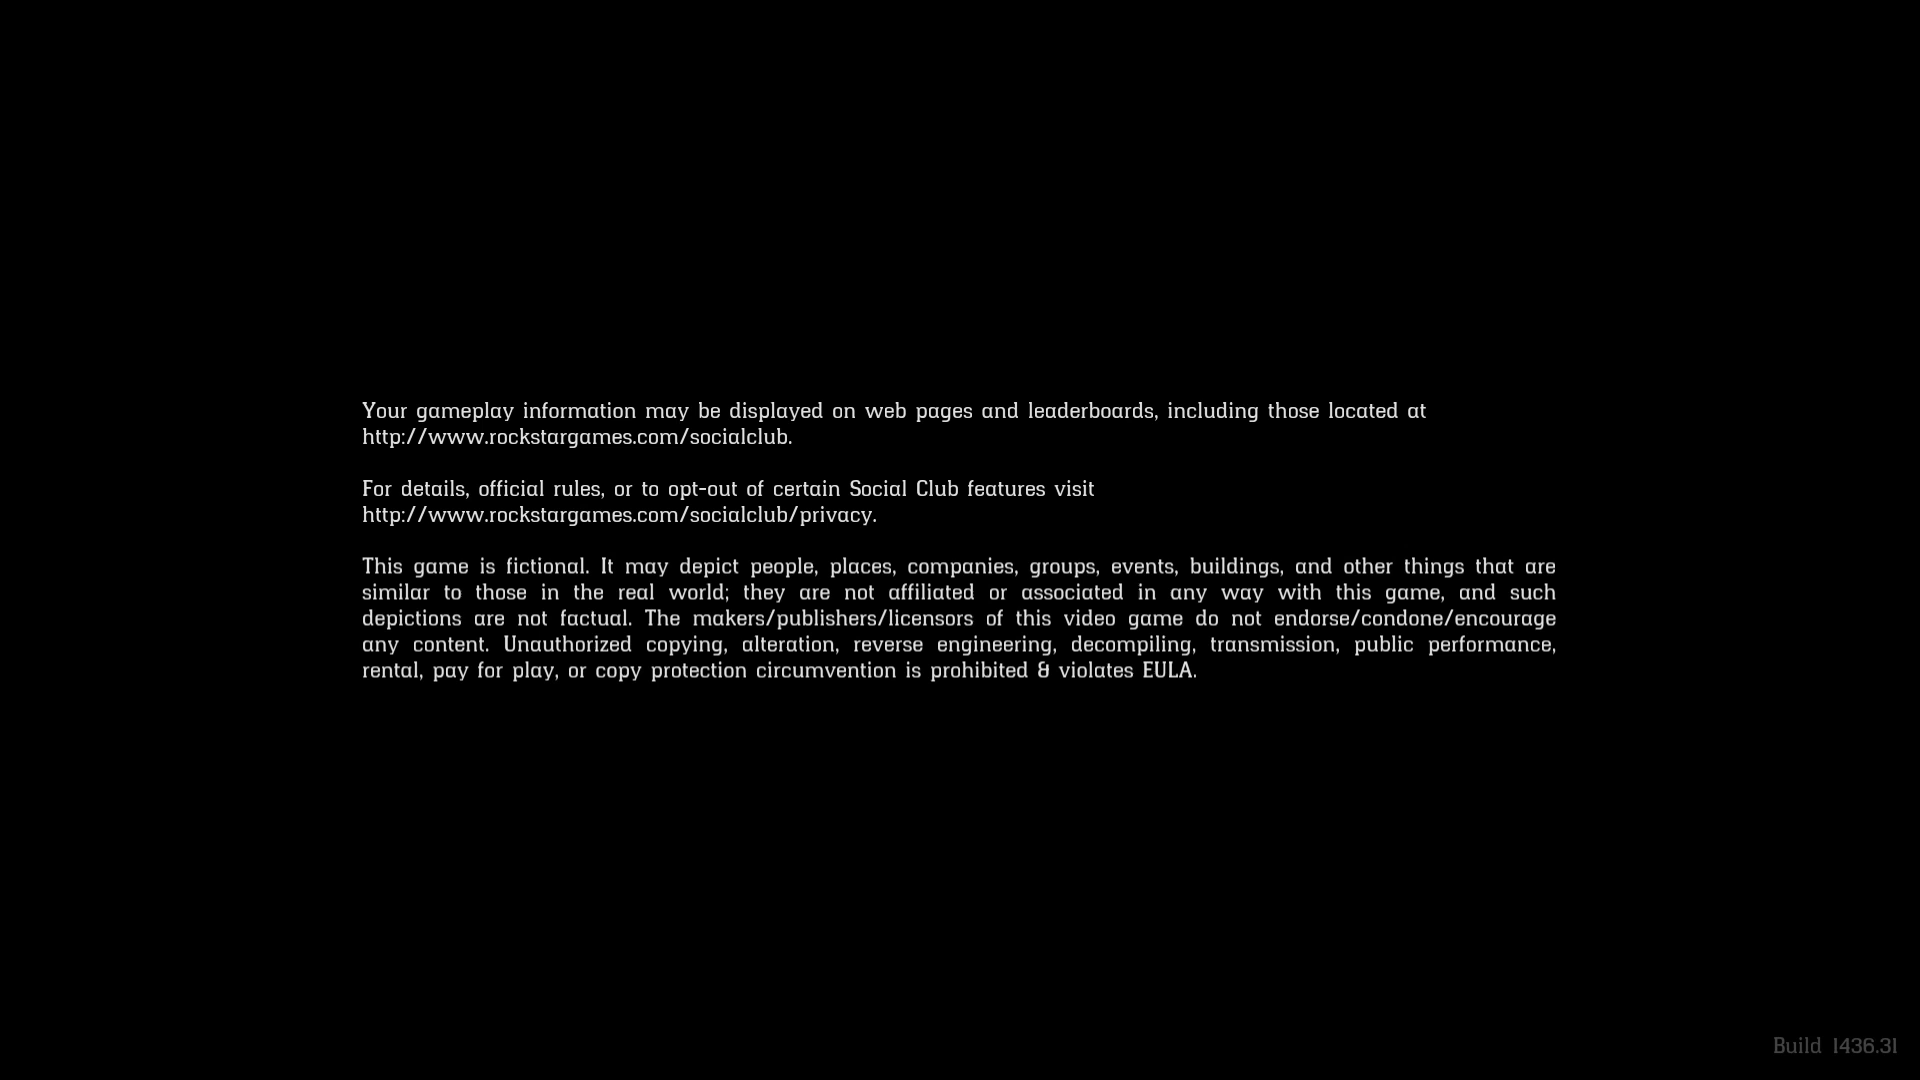 Your gameplay information may be displayed on web pages and leaderboards, including those located at
http://www.rockstargames.com/socialclub.
For details, official rules, or to opt-out of certain Social Club features visit
http://www.rockstargames.com/socialclub/privacy.
This game is fictional. It may depict people, places, companies, groups, events, buildings, and other things that are
similar to those in the real world; they are not affiliated or associated in any way with this game, and such
depictions are not factual. The makers/publishers/licensors of this video game do not endorse/condone/encourage
any content. Unauthorized copying, alteration, reverse engineering, decompiling, transmission, public performance,
rental, pay for play, or copy protection circumvention is prohibited & violates EULA.
Build 1436.31